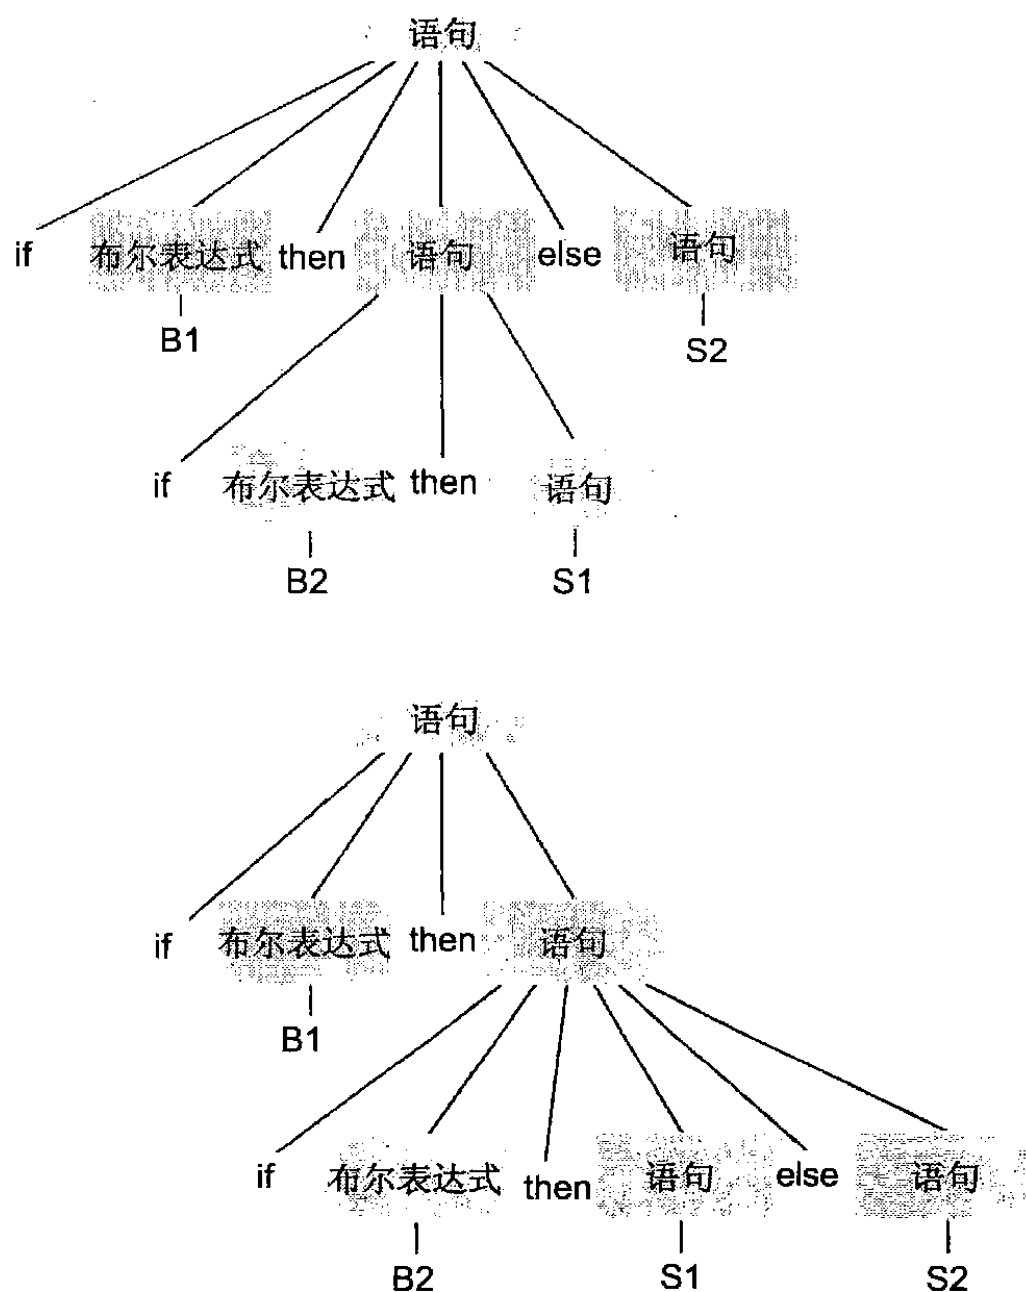 语句
if 布尔表达式 then 语句 else 语句
B1 S2
if 布尔表达式 then 语句
B2 S1
语句
if 布尔表达式 then 语句
B1
if 布尔表达式 then 语句 else 语句
B2 S1 S2